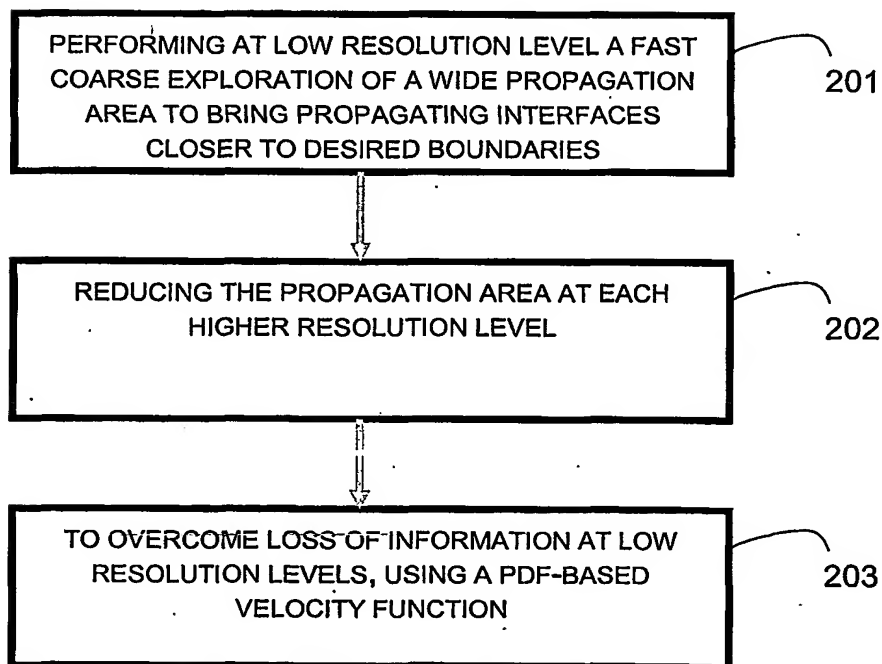 PERFORMING AT LOW RESOLUTION LEVEL A FAST
COARSE EXPLORATION OF A WIDE PROPAGATION
AREA TO BRING PROPAGATING INTERFACES
CLOSER TO DESIRED BOUNDARIES
201
REDUCING THE PROPAGATION AREA AT EACH
HIGHER RESOLUTION LEVEL
202
TO OVERCOME LOSS OF INFORMATION AT LOW
RESOLUTION LEVELS, USING A PDF-BASED
VELOCITY FUNCTION
203